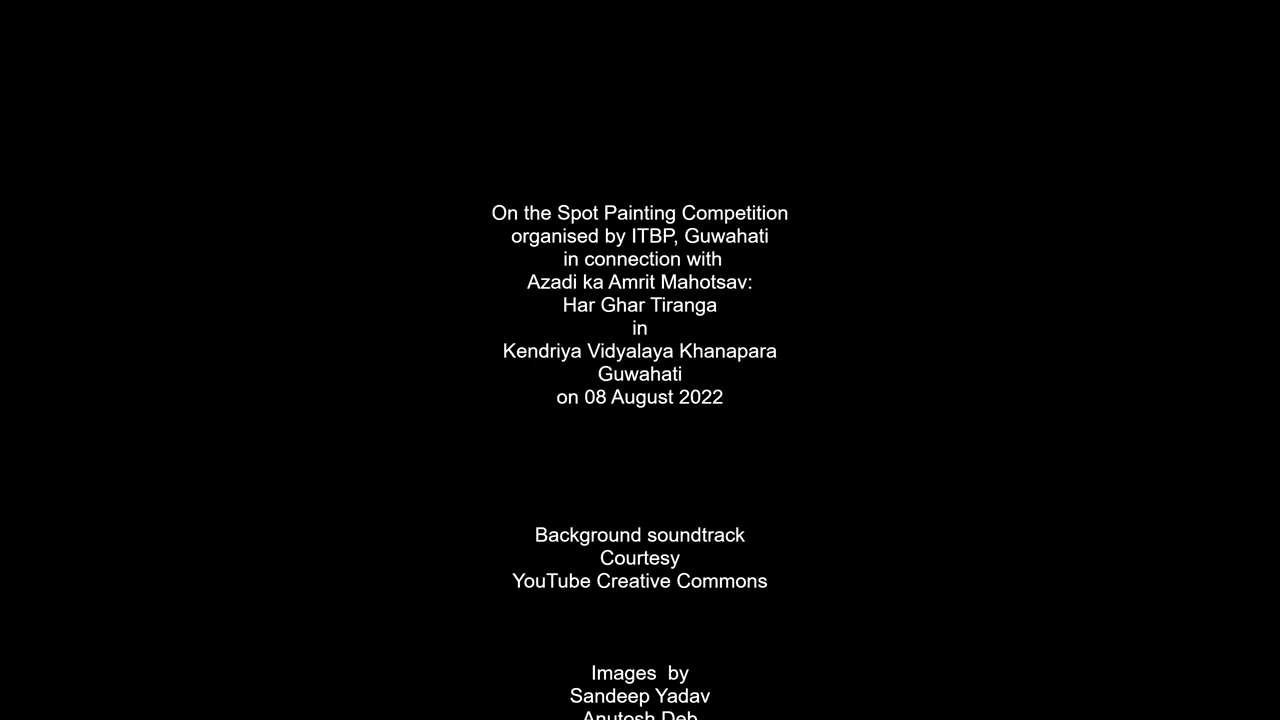 On the Spot Painting Competition
organised by ITBP, Guwahati
in connection with
Azadi ka Amrit Mahotsav:
Har Ghar Tiranga
in
Kendriya Vidyalaya Khanapara
Guwahati
on 08 August 2022
Background soundtrack
Courtesy
YouTube Creative Commons
Images by
Sandeep Yadav
Anutosh Deb